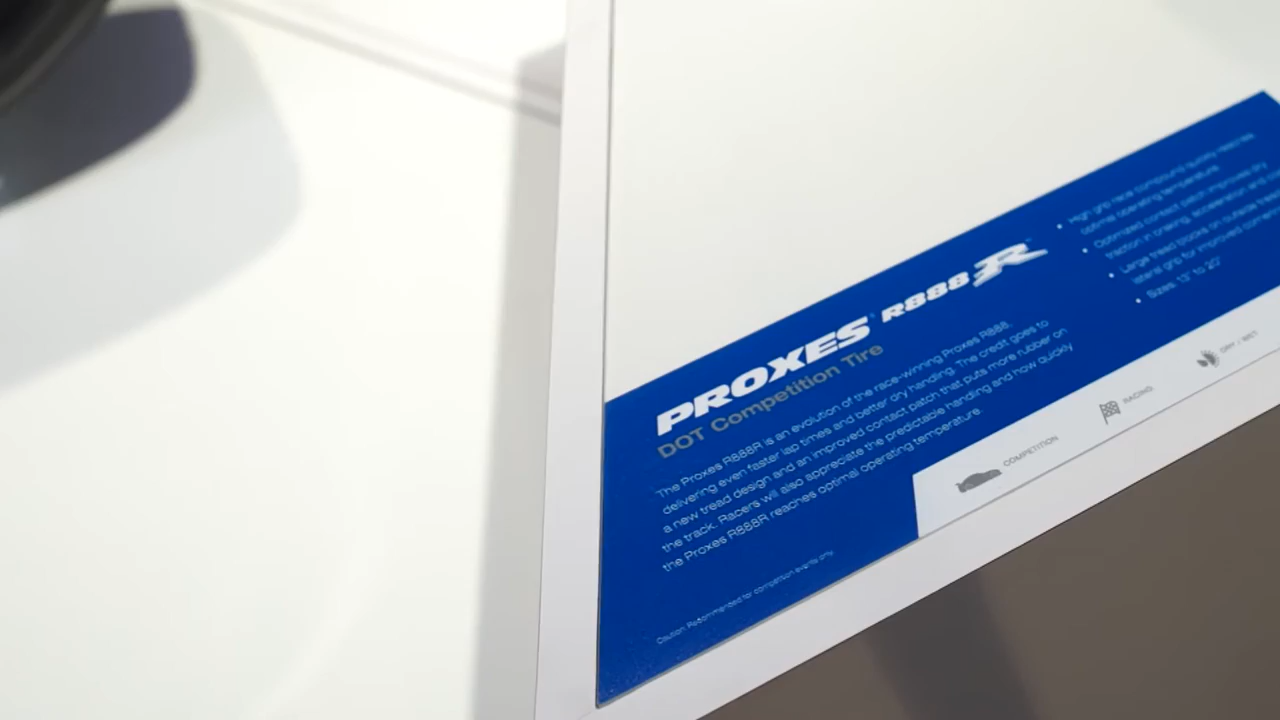 PROXES® R888R
DOT Competition Tire
The Proxes R888R is an evolution of the race-winning Proxes R888,
delivering even faster lap times and better dry handling. The credit goes to
a new tread design and an improved contact patch that puts more rubber on
the track. Racers will also appreciate the predictable handling and how quickly
the Proxes R888R reaches optimal operating temperature.
Caution: Recommended for competition events only.
• High grip race compound quickly reaches
optimal operating temperature
• Optimized contact patch improves dry
traction in braking, acceleration and
• Large tread blocks on outside
lateral grip for improved
• Sizes: 13" to 20"
COMPETITION
RACING
DRY / WET